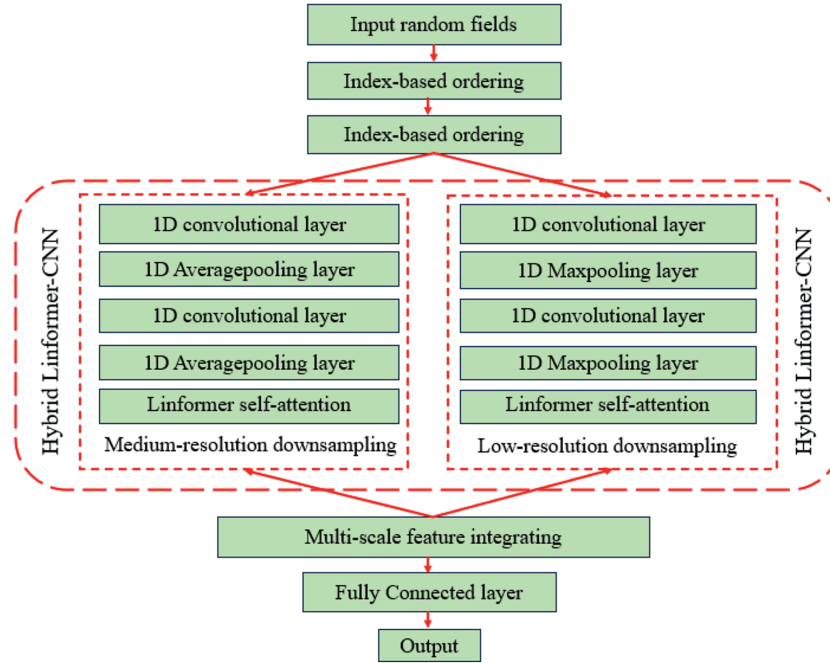 Input random fields
Index-based ordering
Index-based ordering
Hybrid Linformer-CNN
1D convolutional layer
1D Averagepooling layer
1D convolutional layer
1D Averagepooling layer
Linformer self-attention
Medium-resolution downsampling
1D convolutional layer
1D Maxpooling layer
1D convolutional layer
1D Maxpooling layer
Linformer self-attention
Low-resolution downsampling
Hybrid Linformer-CNN
Multi-scale feature integrating
Fully Connected layer
Output